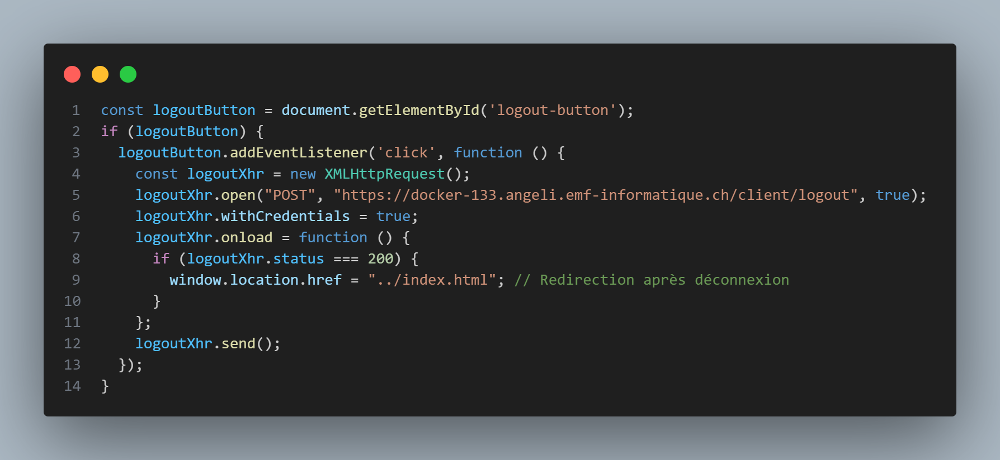 1 const logoutButton = document.getElementById('logout-button');
2 if (logoutButton) {
3   logoutButton.addEventListener('click', function () {
4     const logoutXhr = new XMLHttpRequest();
5     logoutXhr.open("POST", "https://docker-133.angeli.emf-informatique.ch/client/logout", true);
6     logoutXhr.withCredentials = true;
7     logoutXhr.onload = function () {
8       if (logoutXhr.status === 200) {
9         window.location.href = "../index.html"; // Redirection après déconnexion
10       }
11     };
12     logoutXhr.send();
13   });
14 }